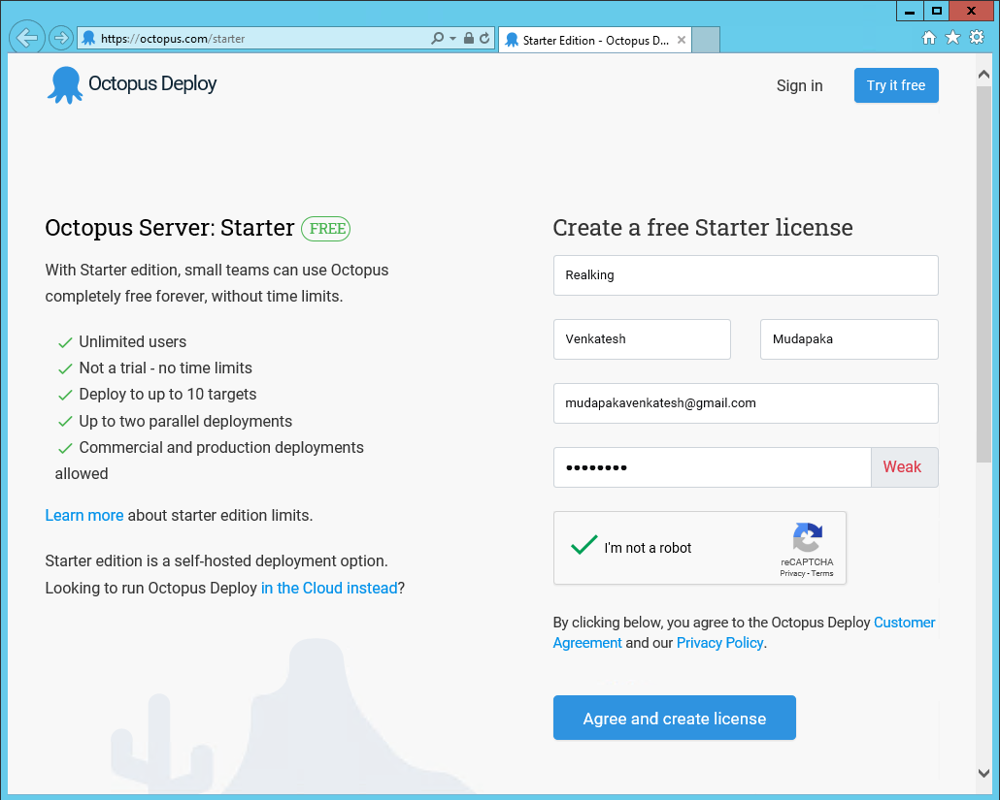 https://octopus.com/starter
Starter Edition - Octopus D...
Octopus Deploy
Sign in
Try it free
Octopus Server: Starter FREE
With Starter edition, small teams can use Octopus
completely free forever, without time limits.
Unlimited users
Not a trial - no time limits
Deploy to up to 10 targets
Up to two parallel deployments
Commercial and production deployments
allowed
Learn more about starter edition limits.
Starter edition is a self-hosted deployment option.
Looking to run Octopus Deploy in the Cloud instead?
Create a free Starter license
Realking
Venkatesh
Mudapaka
mudapakavenkatesh@gmail.com
••••••••
Weak
I'm not a robot
reCAPTCHA
Privacy - Terms
By clicking below, you agree to the Octopus Deploy Customer
Agreement and our Privacy Policy.
Agree and create license